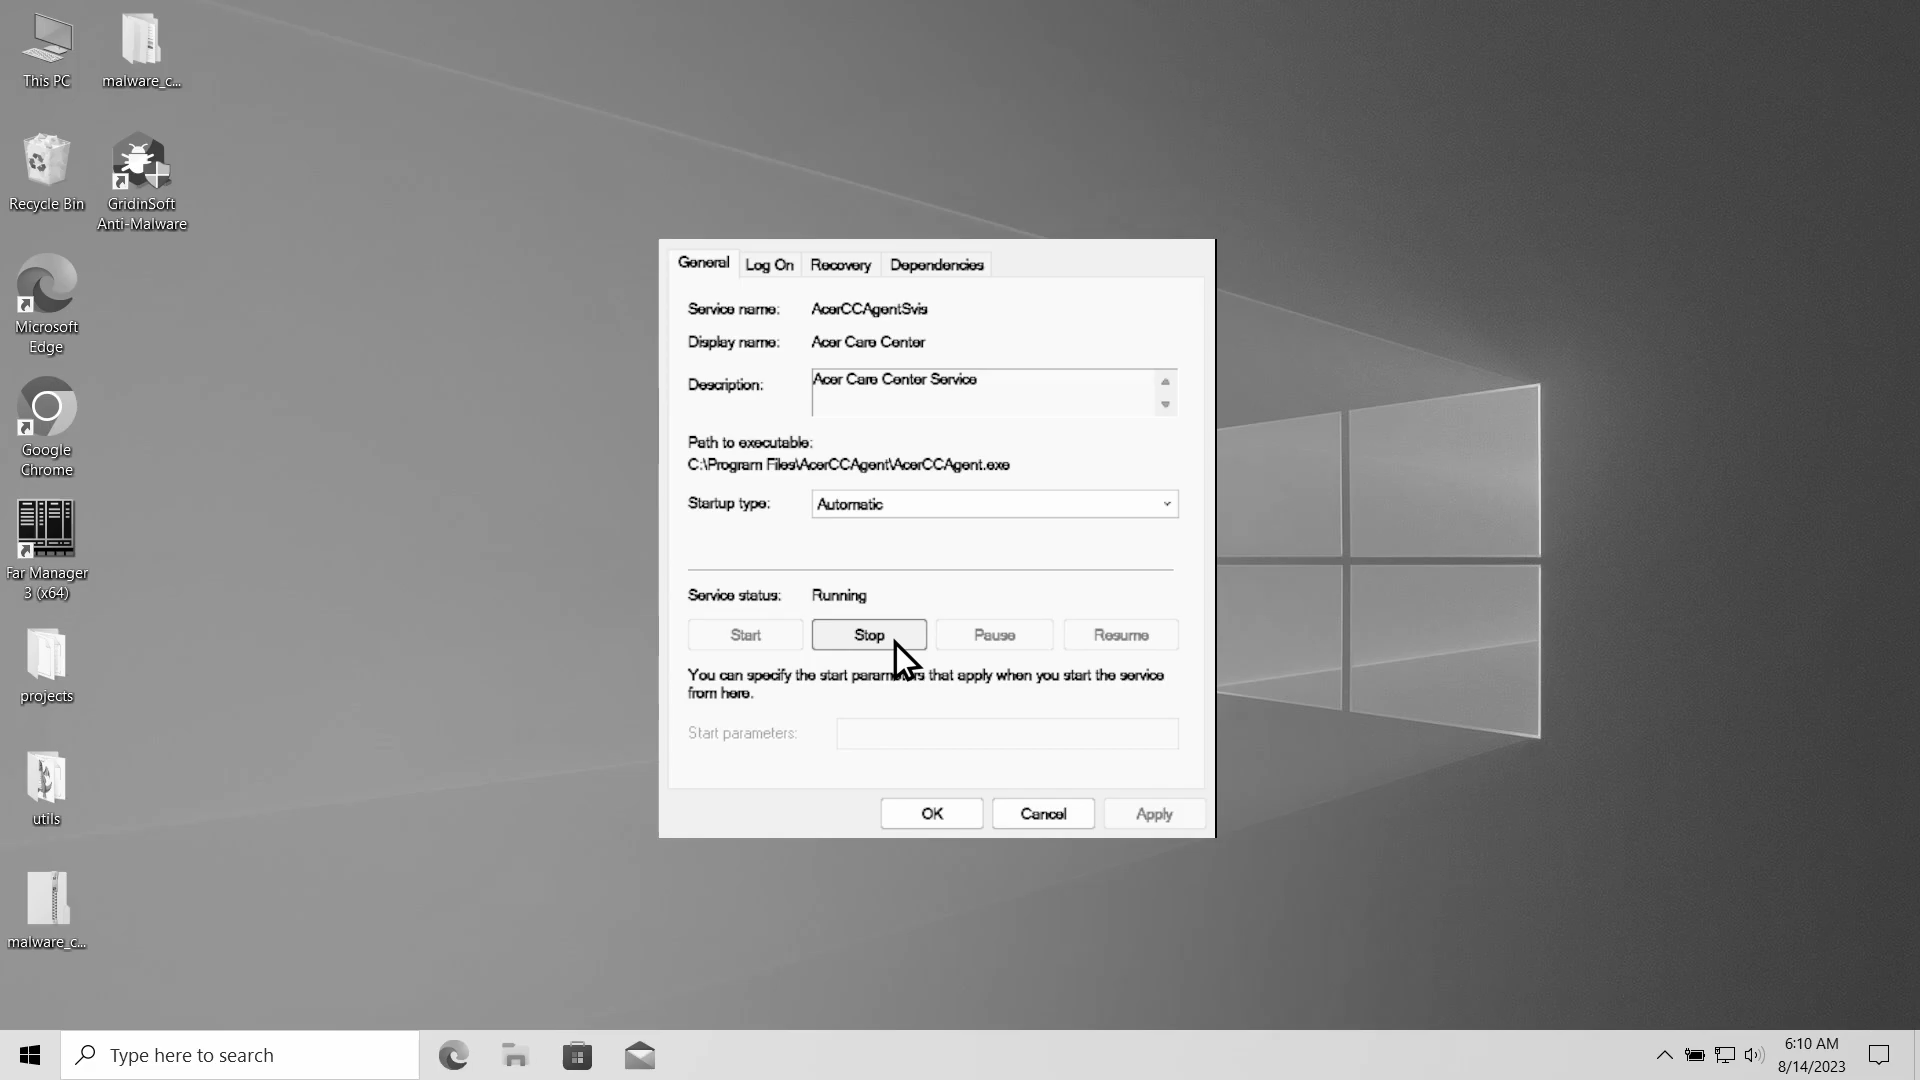 This PC
malware_c...
Recycle Bin
GridinSoft
Anti-Malware
Microsoft
Edge
Google
Chrome
Far Manager
3 (x64)
projects
utils
malware_c...
General
Log On
Recovery
Dependencies
Service name: AcerCCAgentSvis
Display name: Acer Care Center
Description: Acer Care Center Service
Path to executable:
C:\Program Files\AcerCCAgent\AcerCCAgent.exe
Startup type: Automatic
Service status: Running
Start
Stop
Pause
Resume
You can specify the start parameters that apply when you start the service
from here.
Start parameters:
OK
Cancel
Apply
Type here to search
6:10 AM
8/14/2023